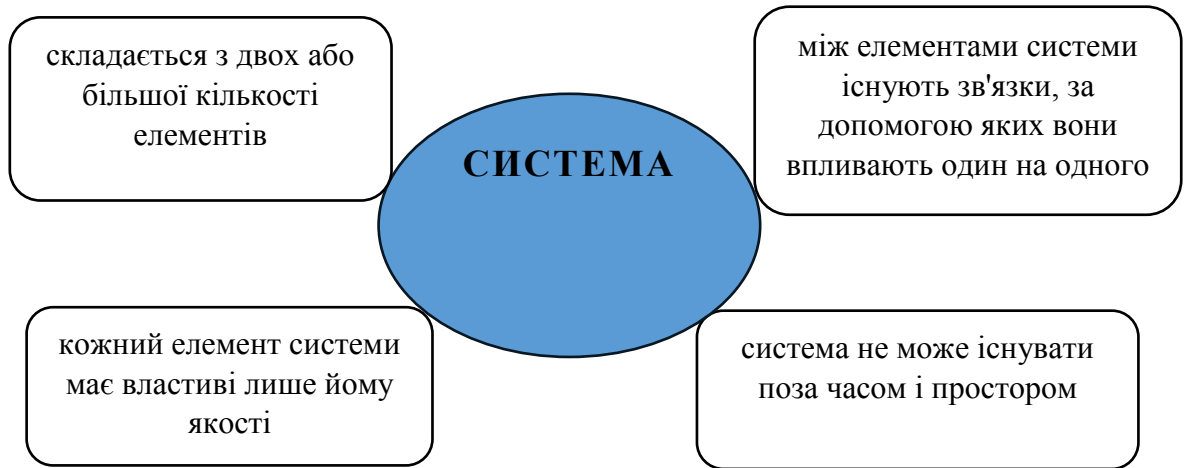 складається з двох або
більшої кількості
елементів
між елементами системи
існують зв'язки, за
допомогою яких вони
впливають один на одного
СИСТЕМА
кожний елемент системи
має властиві лише йому
якості
система не може існувати
поза часом і простором